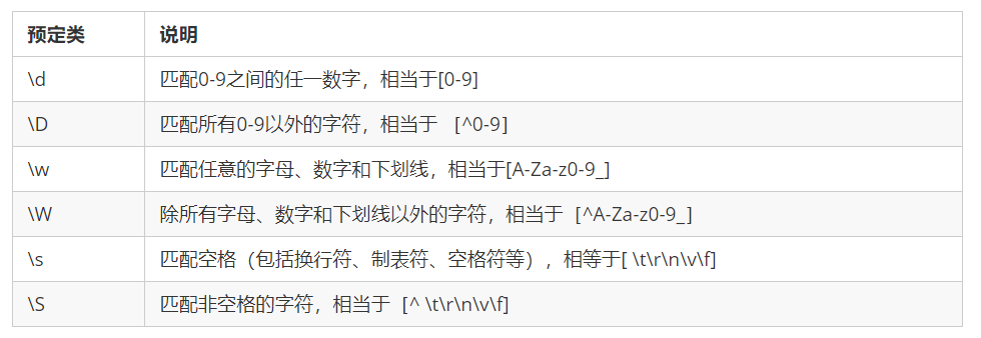 预定类 说明
\d 匹配0-9之间的任一数字，相当于[0-9]
\D 匹配所有0-9以外的字符，相当于 [^0-9]
\w 匹配任意的字母、数字和下划线，相当于[A-Za-z0-9_]
\W 除所有字母、数字和下划线以外的字符，相当于 [^A-Za-z0-9_]
\s 匹配空格（包括换行符、制表符、空格符等），相等于[ \t\r\n\v\f]
\S 匹配非空格的字符，相当于 [^ \t\r\n\v\f]